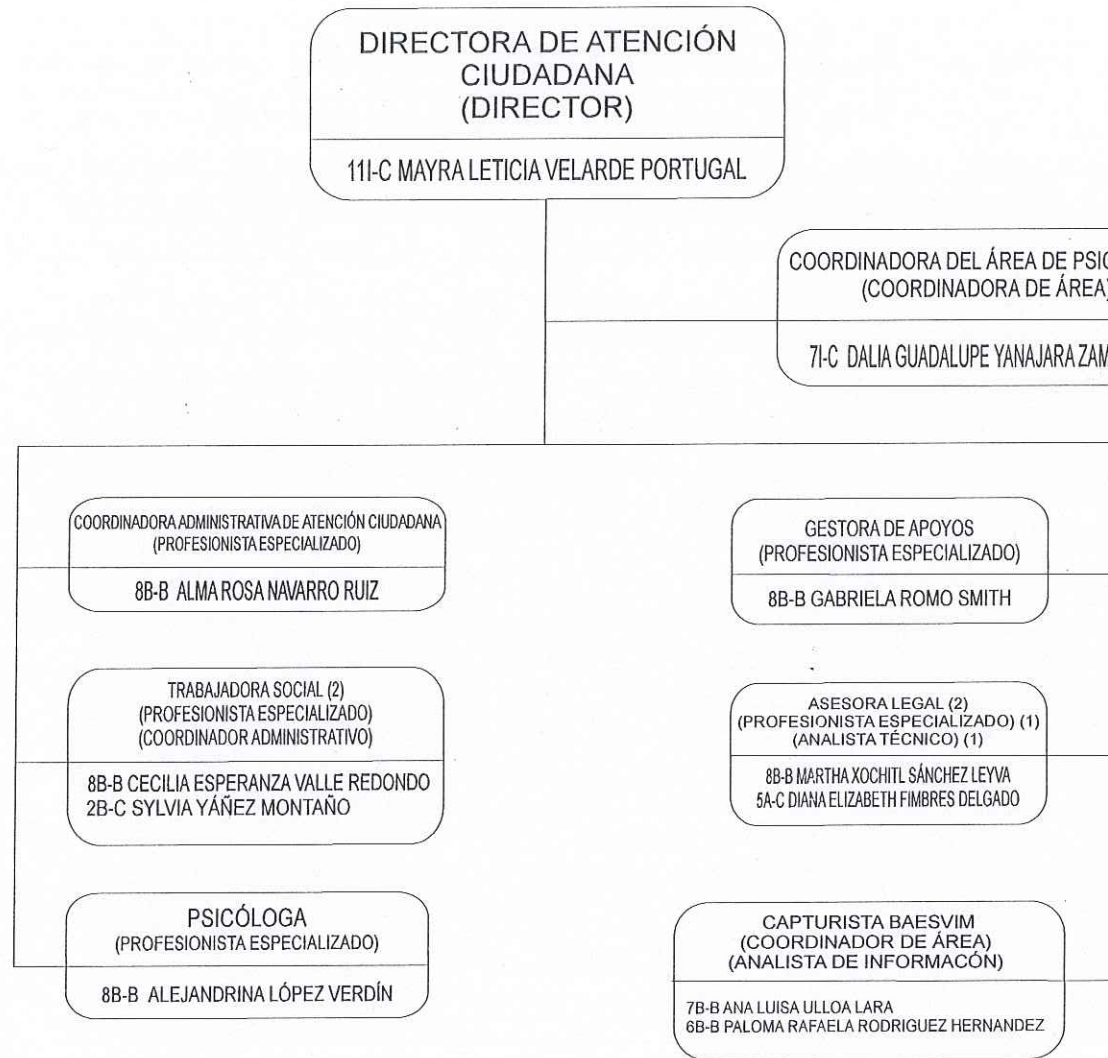 DIRECTORA DE ATENCIÓN
CIUDADANA
(DIRECTOR)
11I-C MAYRA LETICIA VELARDE PORTUGAL
COORDINADORA DEL ÁREA DE
(COORDINADORA DE ÁREA)
7I-C DALIA GUADALUPE YANAJARA
COORDINADORA ADMINISTRATIVA DE ATENCIÓN CIUDADANA
(PROFESIONISTA ESPECIALIZADO)
8B-B ALMA ROSA NAVARRO RUIZ
GESTORA DE APOYOS
(PROFESIONISTA ESPECIALIZADO)
8B-B GABRIELA ROMO SMITH
TRABAJADORA SOCIAL (2)
(PROFESIONISTA ESPECIALIZADO)
(COORDINADOR ADMINISTRATIVO)
8B-B CECILIA ESPERANZA VALLE REDONDO
2B-C SYLVIA YÁÑEZ MONTAÑO
ASESORA LEGAL (2)
(PROFESIONISTA ESPECIALIZADO) (1)
(ANALISTA TÉCNICO) (1)
8B-B MARTHA XOCHITL SÁNCHEZ LEYVA
5A-C DIANA ELIZABETH FIMBRES DELGADO
PSICÓLOGA
(PROFESIONISTA ESPECIALIZADO)
8B-B ALEJANDRINA LÓPEZ VERDÍN
CAPTURISTA BAESVIM
(COORDINADOR DE ÁREA)
(ANALISTA DE INFORMACÓN)
7B-B ANA LUISA ULLOA LARA
6B-B PALOMA RAFAELA RODRIGUEZ HERNANDEZ